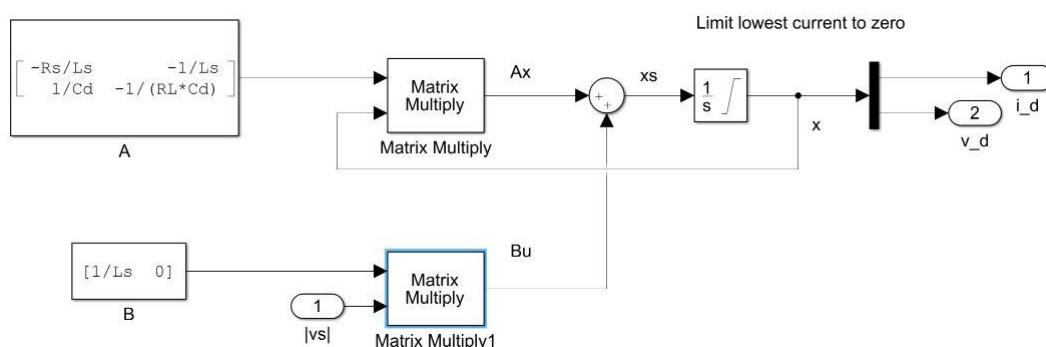 Limit lowest current to zero
-Rs/Ls -1/Ls
1/Cd -1/(RL*Cd)
A
Matrix
Multiply
Matrix Multiply
Ax
+
+
xs
1
s
x
1
i_d
2
v_d
[1/Ls 0]
B
1
|vs|
Matrix
Multiply
Matrix Multiply1
Bu